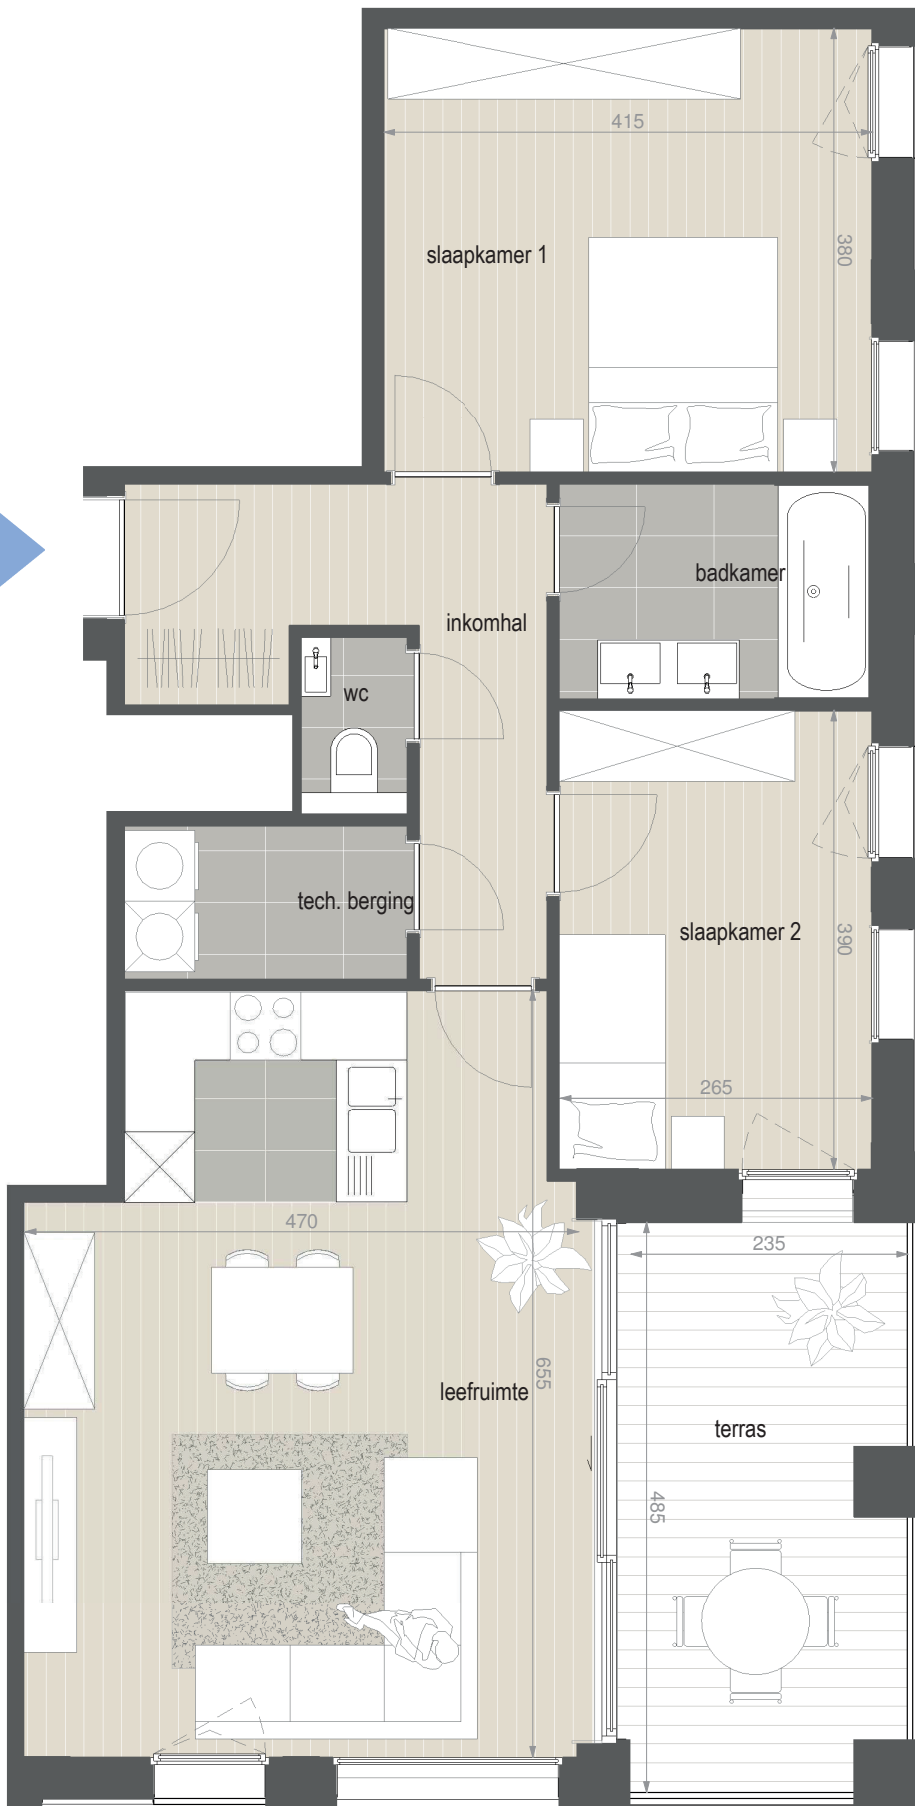 415
380
slaapkamer 1
badkamer
inkomhal
wc
tech. berging
slaapkamer 2
390
265
470
235
655
leefruimte
terras
485